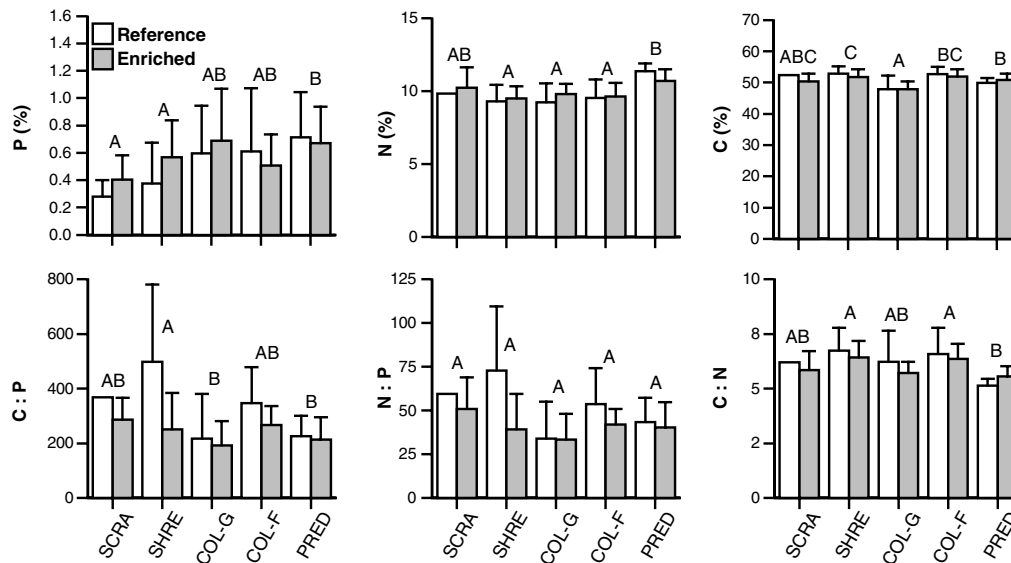 Reference
Enriched
P (%)
1.6
1.4
1.2
1.0
0.8
0.6
0.4
0.2
0.0
A
A
AB
AB
B
N (%)
15
10
5
0
AB
A
A
A
B
C (%)
70
60
50
40
30
20
10
0
ABC
C
A
BC
B
C : P
800
600
400
200
0
AB
A
B
AB
B
SCRA
SHRE
COL-G
COL-F
PRED
N : P
125
100
75
50
25
0
A
A
A
A
A
SCRA
SHRE
COL-G
COL-F
PRED
C : N
10
8
5
2
0
AB
A
AB
A
B
SCRA
SHRE
COL-G
COL-F
PRED